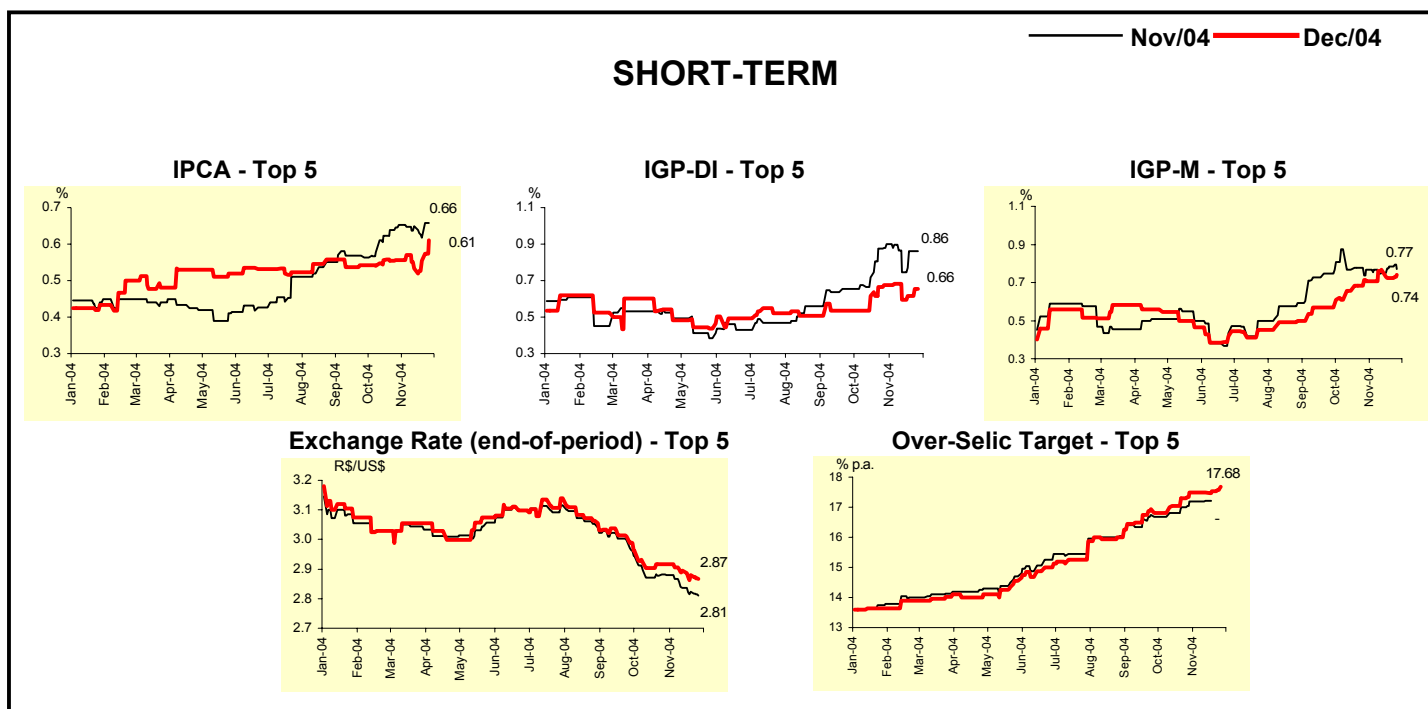 Nov/04 Dec/04
SHORT-TERM
IPCA - Top 5
%
0.7
0.6
0.5
0.4
0.3
0.66
0.61
Jan-04 Feb-04 Mar-04 Apr-04 May-04 Jun-04 Jul-04 Aug-04 Sep-04 Oct-04 Nov-04
IGP-DI - Top 5
%
1.1
0.9
0.7
0.5
0.3
0.86
0.66
Jan-04 Feb-04 Mar-04 Apr-04 May-04 Jun-04 Jul-04 Aug-04 Sep-04 Oct-04 Nov-04
IGP-M - Top 5
%
1.1
0.9
0.7
0.5
0.3
0.77
0.74
Jan-04 Feb-04 Mar-04 Apr-04 May-04 Jun-04 Jul-04 Aug-04 Sep-04 Oct-04 Nov-04
Exchange Rate (end-of-period) - Top 5
R$/US$
3.2
3.1
3.0
2.9
2.8
2.7
2.87
2.81
Jan-04 Feb-04 Mar-04 Apr-04 May-04 Jun-04 Jul-04 Aug-04 Sep-04 Oct-04 Nov-04
Over-Selic Target - Top 5
% p.a.
18
17
16
15
14
13
17.68
-
Jan-04 Feb-04 Mar-04 Apr-04 May-04 Jun-04 Jul-04 Aug-04 Sep-04 Oct-04 Nov-04